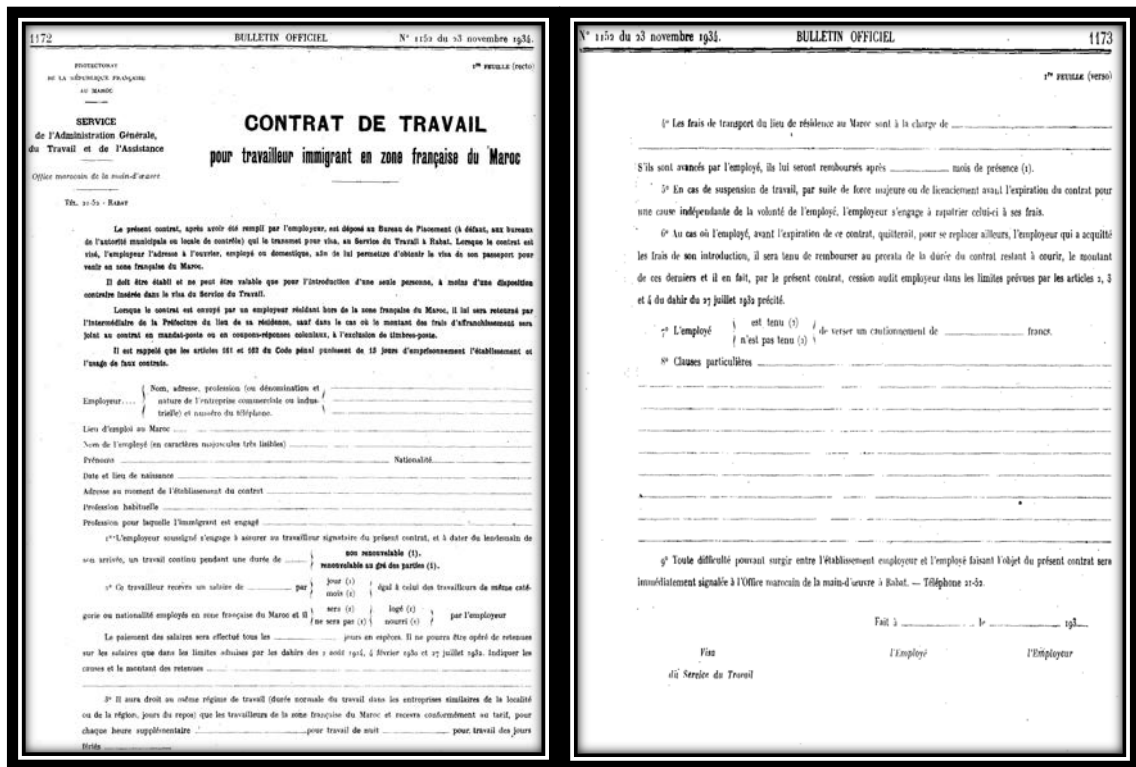 1172
BULLETIN OFFICIEL
N° 1152 du 23 novembre 1934.
PROTECTORAT
DE LA RÉPUBLIQUE FRANÇAISE
AU MAROC
SERVICE
de l'Administration Générale,
du Travail et de l'Assistance
Office marocain de la main-d'œuvre
TÉL. 21-52 - RABAT
1re FEUILLE (recto)
CONTRAT DE TRAVAIL
pour travailleur immigrant en zone française du Maroc
Le présent contrat, après avoir été rempli par l'employeur, est déposé au Bureau de Placement (à défaut, aux bureaux
de l'autorité municipale ou locale de contrôle) qui le transmet pour visa, au Service du Travail à Rabat. Lorsque le contrat est
visé, l'employeur l'adresse à l'ouvrier, employé ou domestique, afin de lui permettre d'obtenir le visa de son passeport pour
venir en zone française du Maroc.
Il doit être établi et ne peut être valable que pour l'introduction d'une seule personne, à moins d'une disposition
contraire insérée dans le visa du Service du Travail.
Lorsque le contrat est envoyé par un employeur résidant hors de la zone française du Maroc, il lui sera retourné par
l'intermédiaire de la Préfecture du lieu de sa résidence, sauf dans le cas où le montant des frais d'affranchissement sera
joint au contrat en mandat-poste ou en coupons-réponses coloniaux, à l'exclusion de timbres-poste.
Il est rappelé que les articles 161 et 162 du Code pénal punissent de 15 jours d'emprisonnement l'établissement et
l'usage de faux contrats.
Employeur.... Nom, adresse, profession (ou dénomination et
nature de l'entreprise commerciale ou indus-
trielle) et numéro du téléphone.
Lieu d'emploi au Maroc
Nom de l'employé (en caractères majuscules très lisibles)
Prénoms Nationalité
Date et lieu de naissance
Adresse au moment de l'établissement du contrat
Profession habituelle
Profession pour laquelle l'immigrant est engagé
1° L'employeur soussigné s'engage à assurer au travailleur signataire du présent contrat, et à dater du lendemain de
son arrivée, un travail continu pendant une durée de non renouvelable (1).
renouvelable au gré des parties (1).
2° Ce travailleur recevra un salaire de par jour (1) égal à celui des travailleurs de même caté-
mois (1)
gorie ou nationalité employés en zone française du Maroc et il sera (1) logé (1) par l'employeur
ne sera pas (1) nourri (1)
Le paiement des salaires sera effectué tous les jours en espèces. Il ne pourra être opéré de retenues
sur les salaires que dans les limites admises par les dahirs des 2 août 1914, 4 février 1930 et 27 juillet 1932. Indiquer les
causes et le montant des retenues
3° Il aura droit au même régime de travail (durée normale du travail dans les entreprises similaires de la localité
ou de la région, jours du repos) que les travailleurs de la zone française du Maroc et recevra conformément au tarif, pour
chaque heure supplémentaire pour travail de nuit pour travail des jours
fériés
N° 1152 du 23 novembre 1934.
BULLETIN OFFICIEL
1173
1re FEUILLE (verso)
4° Les frais de transport du lieu de résidence au Maroc sont à la charge de
S'ils sont avancés par l'employé, ils lui seront remboursés après mois de présence (1).
5° En cas de suspension de travail, par suite de force majeure ou de licenciement avant l'expiration du contrat pour
une cause indépendante de la volonté de l'employé, l'employeur s'engage à rapatrier celui-ci à ses frais.
6° Au cas où l'employé, avant l'expiration de ce contrat, quitterait, pour se replacer ailleurs, l'employeur qui a acquitté
les frais de son introduction, il sera tenu de rembourser au prorata de la durée du contrat restant à courir, le montant
de ces derniers et il en fait, par le présent contrat, cession audit employeur dans les limites prévues par les articles 2, 3
et 4 du dahir du 27 juillet 1932 précité.
7° L'employé est tenu (1) de verser un cautionnement de francs.
n'est pas tenu (1)
8° Clauses particulières
9° Toute difficulté pouvant surgir entre l'établissement employeur et l'employé faisant l'objet du présent contrat sera
immédiatement signalée à l'Office marocain de la main-d'œuvre à Rabat. — Téléphone 21-52.
Fait à , le 193
Visa l'Employé l'Employeur
du Service du Travail